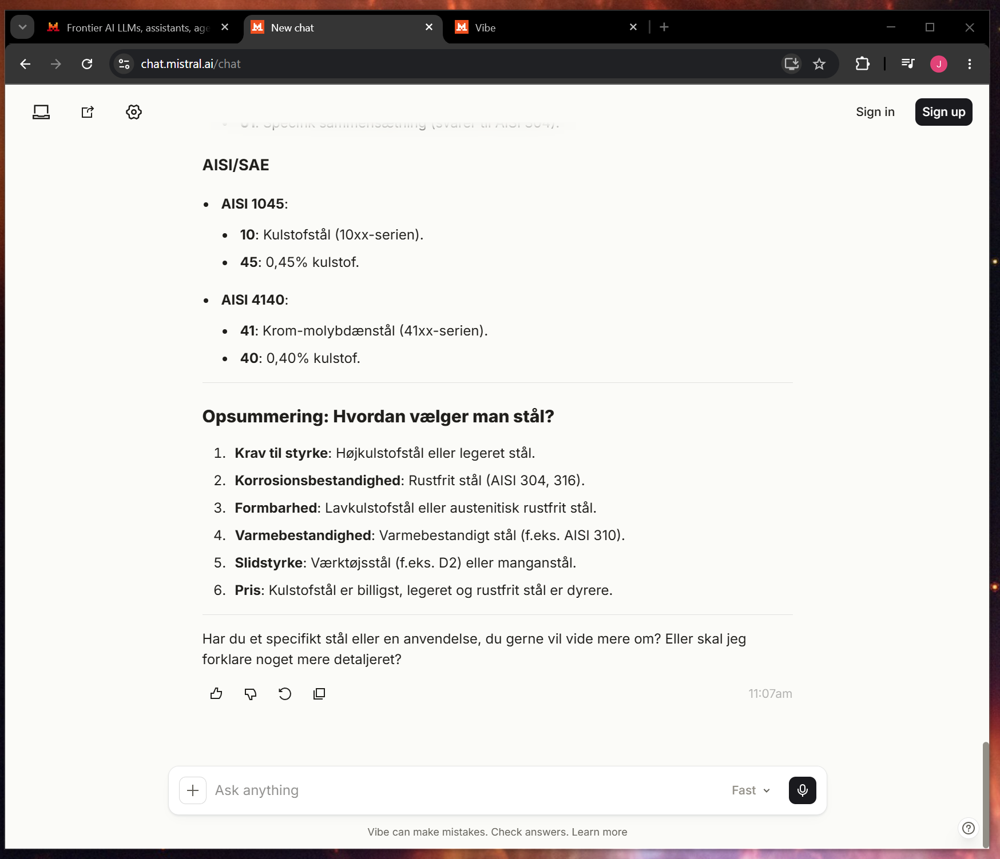 Frontier AI LLMs, assistants, age
New chat
Vibe
chat.mistral.ai/chat
J
Sign in
Sign up
01: Specifik sammensætning (svarer til AISI 304).
AISI/SAE
AISI 1045:
10: Kulstofstål (10xx-serien).
45: 0,45% kulstof.
AISI 4140:
41: Krom-molybdænstål (41xx-serien).
40: 0,40% kulstof.
Opsummering: Hvordan vælger man stål?
1. Krav til styrke: Højkulstofstål eller legeret stål.
2. Korrosionsbestandighed: Rustfrit stål (AISI 304, 316).
3. Formbarhed: Lavkulstofstål eller austenitisk rustfrit stål.
4. Varmebestandighed: Varmebestandigt stål (f.eks. AISI 310).
5. Slidstyrke: Værktøjsstål (f.eks. D2) eller manganstål.
6. Pris: Kulstofstål er billigst, legeret og rustfrit stål er dyrere.
Har du et specifikt stål eller en anvendelse, du gerne vil vide mere om? Eller skal jeg
forklare noget mere detaljeret?
11:07am
Ask anything
Fast
Vibe can make mistakes. Check answers. Learn more